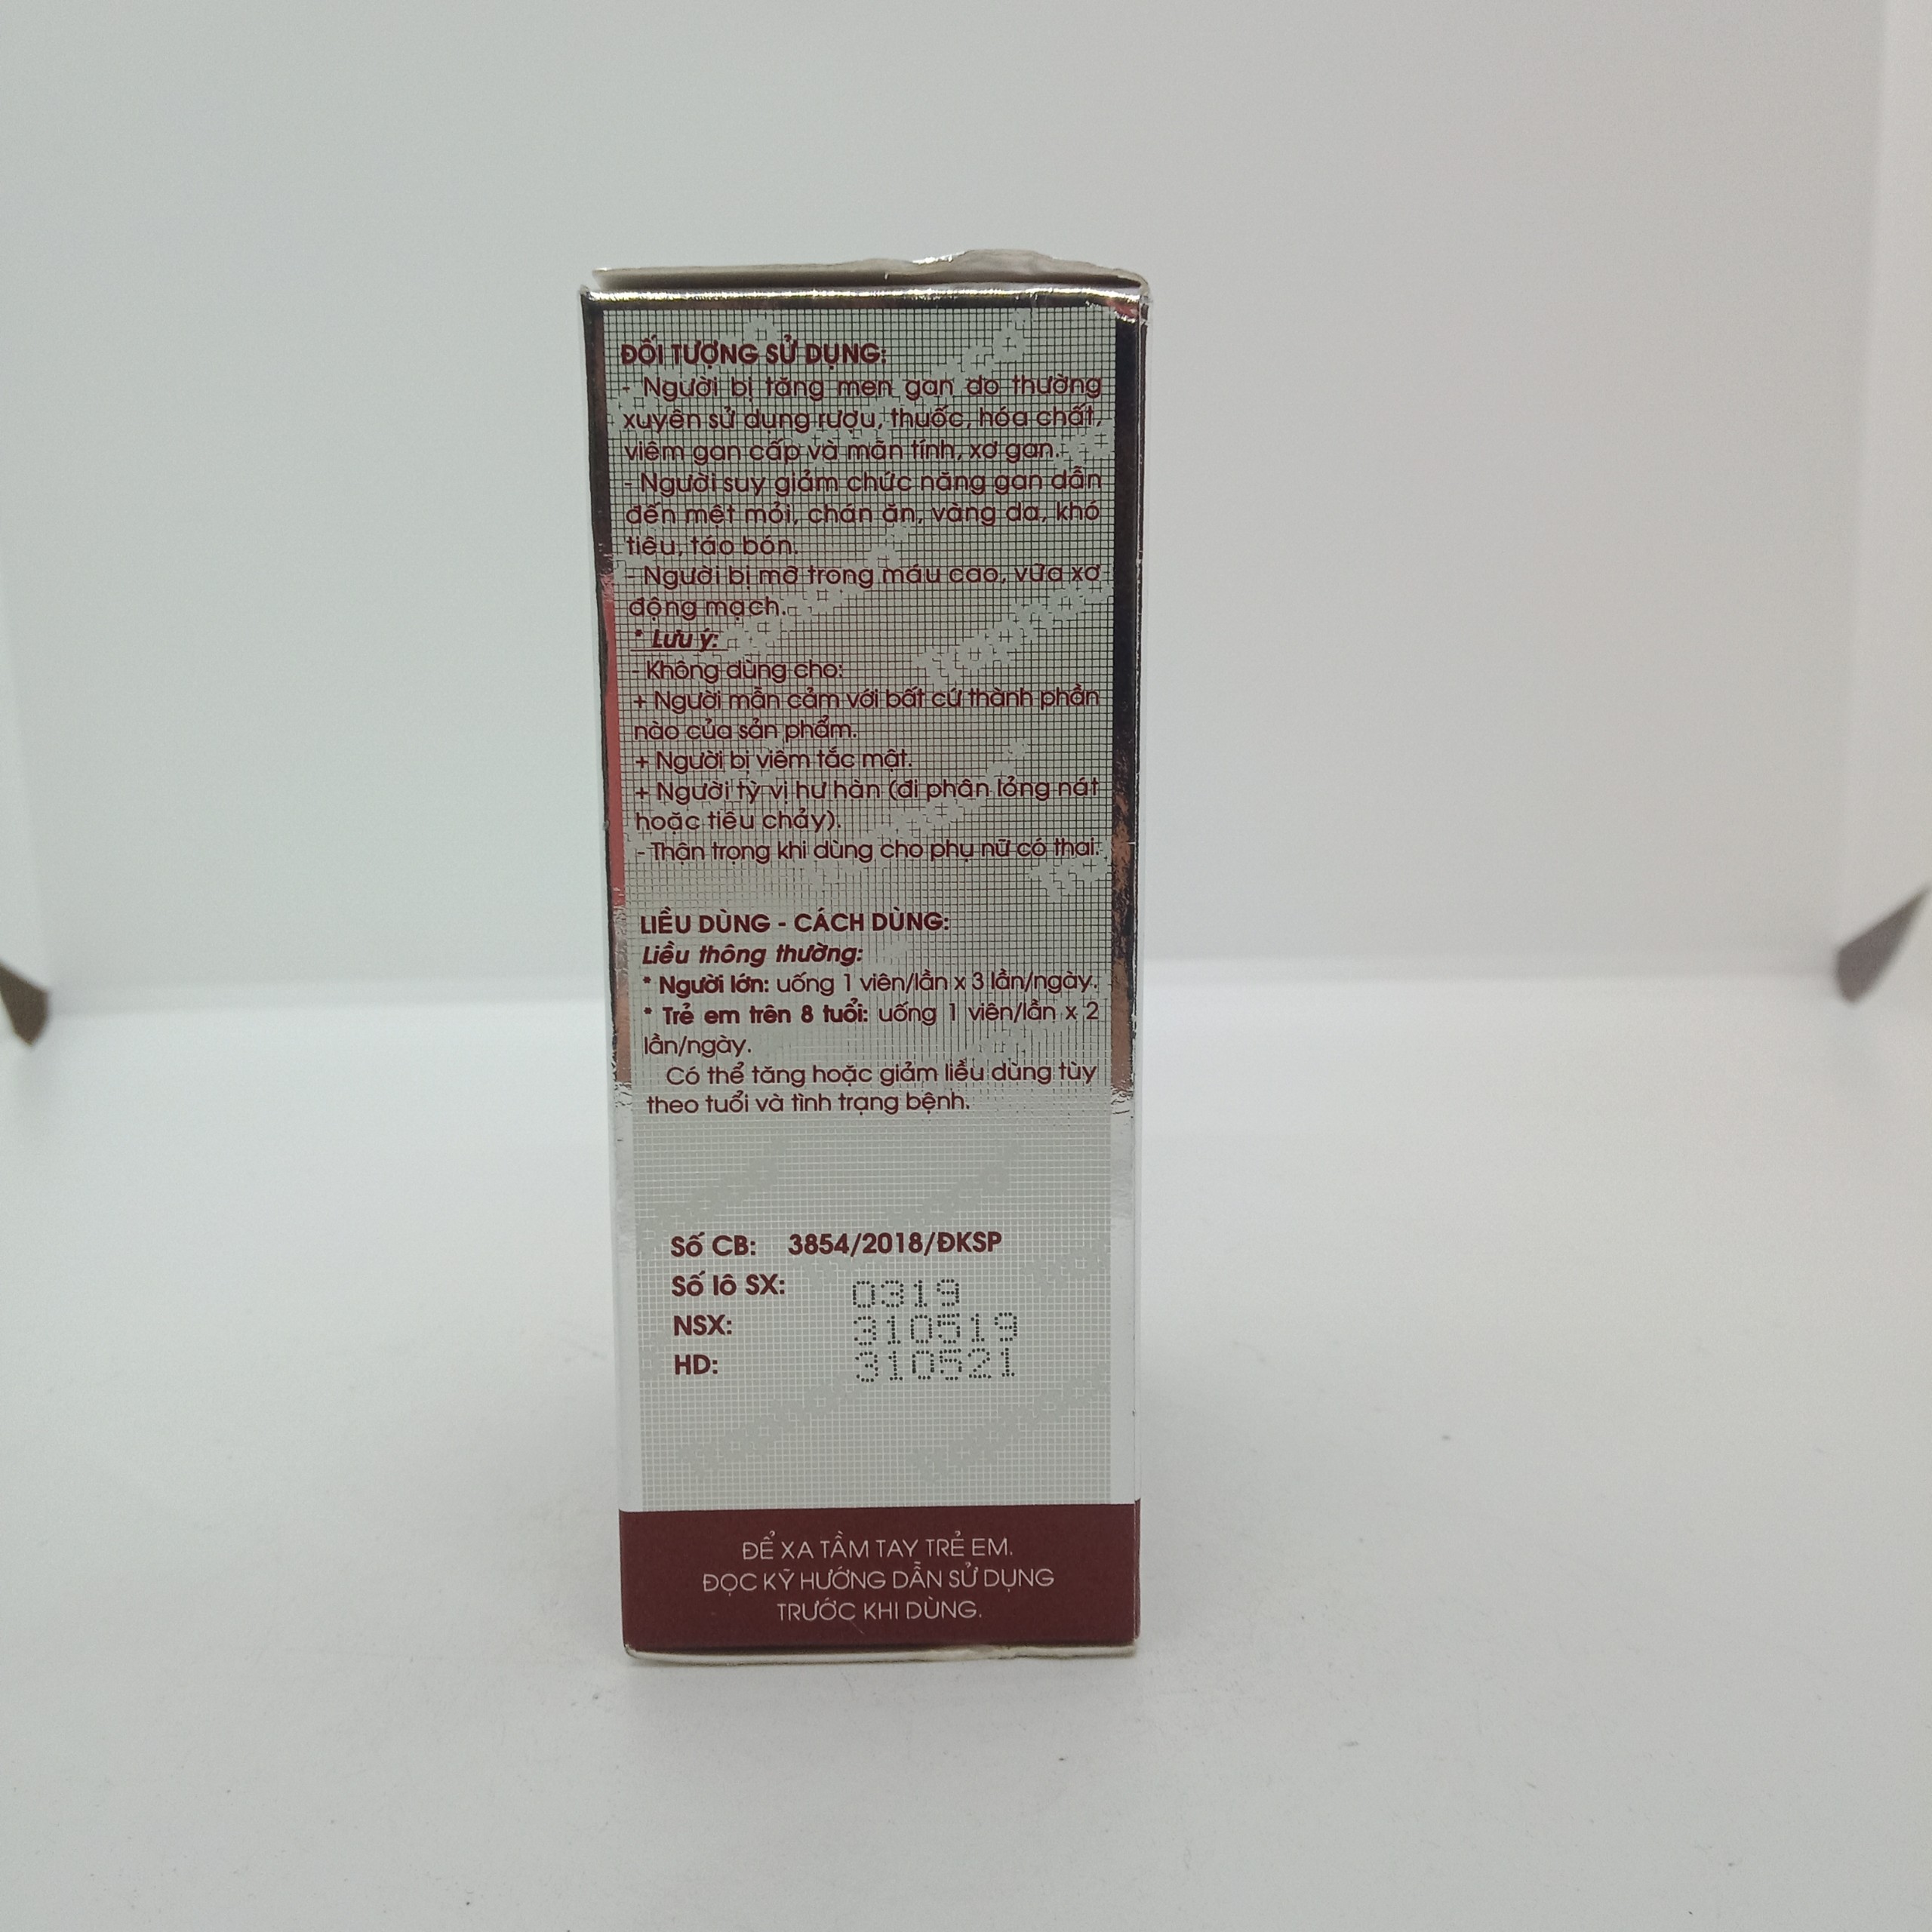 ĐỐI TƯỢNG SỬ DỤNG:
- Người bị tăng men gan do thường
xuyên sử dụng rượu, thuốc, hóa chất,
viêm gan cấp và mãn tính, xơ gan.
- Người suy giảm chức năng gan dẫn
đến mệt mỏi, chán ăn, vàng da, khó
tiêu, táo bón.
- Người bị mỡ trong máu cao, vữa xơ
động mạch.
* Lưu ý:
- Không dùng cho:
+ Người mẫn cảm với bất cứ thành phần
nào của sản phẩm.
+ Người bị viêm tắc mật.
+ Người tỳ vị hư hàn (đi phân lỏng nát
hoặc tiêu chảy).
- Thận trọng khi dùng cho phụ nữ có thai.
LIỀU DÙNG - CÁCH DÙNG:
Liều thông thường:
* Người lớn: uống 1 viên/lần x 3 lần/ngày.
* Trẻ em trên 8 tuổi: uống 1 viên/lần x 2
lần/ngày.
Có thể tăng hoặc giảm liều dùng tùy
theo tuổi và tình trạng bệnh.
Số CB: 3854/2018/ĐKSP
Số lô SX: 0319
NSX: 310519
HD: 310521
ĐỂ XA TẦM TAY TRẺ EM.
ĐỌC KỸ HƯỚNG DẪN SỬ DỤNG
TRƯỚC KHI DÙNG.